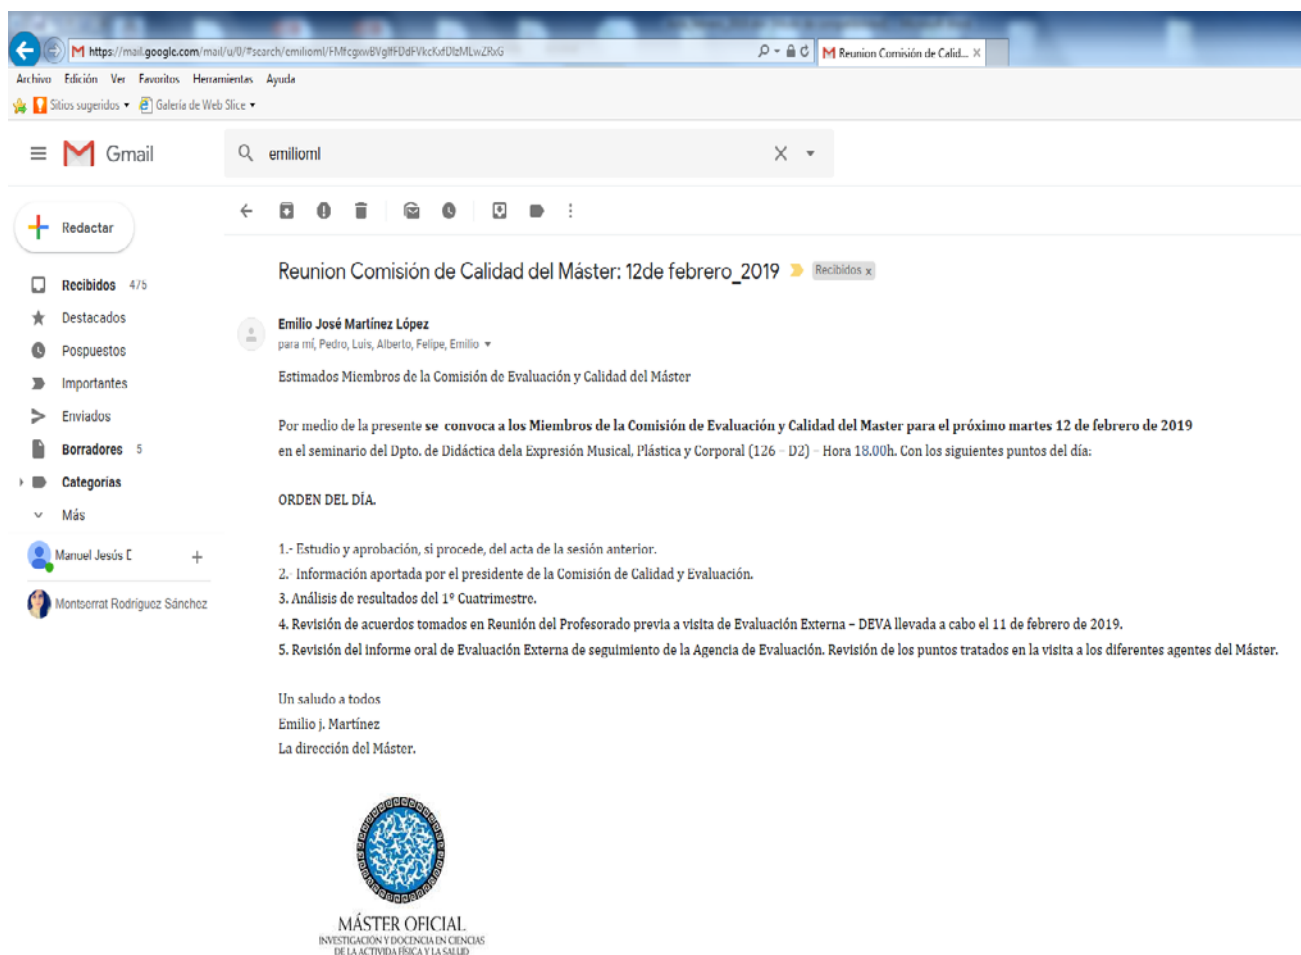 https://mail.google.com/mail/u/0/#search/emilioml/
Reunion Comisión de Calid...
Archivo Edición Ver Favoritos Herramientas Ayuda
Sitios sugeridos Galería de Web Slice
Gmail
emilioml
Redactar
Reunion Comisión de Calidad del Máster: 12de febrero_2019 Recibidos x
Recibidos 475
Destacados
Pospuestos
Importantes
Enviados
Borradores 5
Categorías
Más
Manuel Jesús
Montserrat Rodríguez Sánchez
Emilio José Martínez López
para mí, Pedro, Luis, Alberto, Felipe, Emilio
Estimados Miembros de la Comisión de Evaluación y Calidad del Máster
Por medio de la presente se convoca a los Miembros de la Comisión de Evaluación y Calidad del Master para el próximo martes 12 de febrero de 2019
en el seminario del Dpto. de Didáctica dela Expresión Musical, Plástica y Corporal (126 – D2) – Hora 18.00h. Con los siguientes puntos del día:
ORDEN DEL DÍA.
1.- Estudio y aprobación, si procede, del acta de la sesión anterior.
2.- Información aportada por el presidente de la Comisión de Calidad y Evaluación.
3. Análisis de resultados del 1º Cuatrimestre.
4. Revisión de acuerdos tomados en Reunión del Profesorado previa a visita de Evaluación Externa – DEVA llevada a cabo el 11 de febrero de 2019.
5. Revisión del informe oral de Evaluación Externa de seguimiento de la Agencia de Evaluación. Revisión de los puntos tratados en la visita a los diferentes agentes del Máster.
Un saludo a todos
Emilio j. Martínez
La dirección del Máster.
MÁSTER OFICIAL
INVESTIGACIÓN Y DOCENCIA EN CIENCIAS
DE LA ACTIVIDA FÍSICA Y LA SALUD